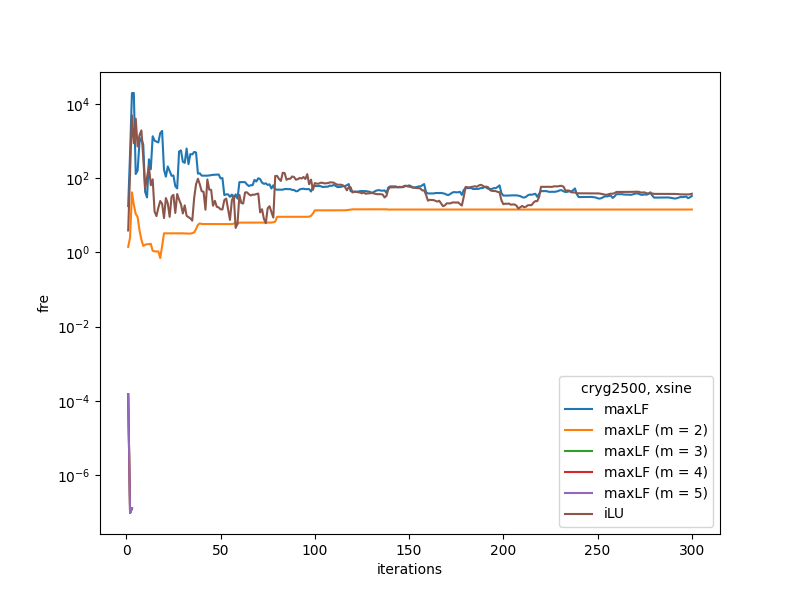 10^4
10^2
10^0
10^−2
10^−4
10^−6
fre
0
50
100
150
200
250
300
iterations
cryg2500, xsine
maxLF
maxLF (m = 2)
maxLF (m = 3)
maxLF (m = 4)
maxLF (m = 5)
iLU